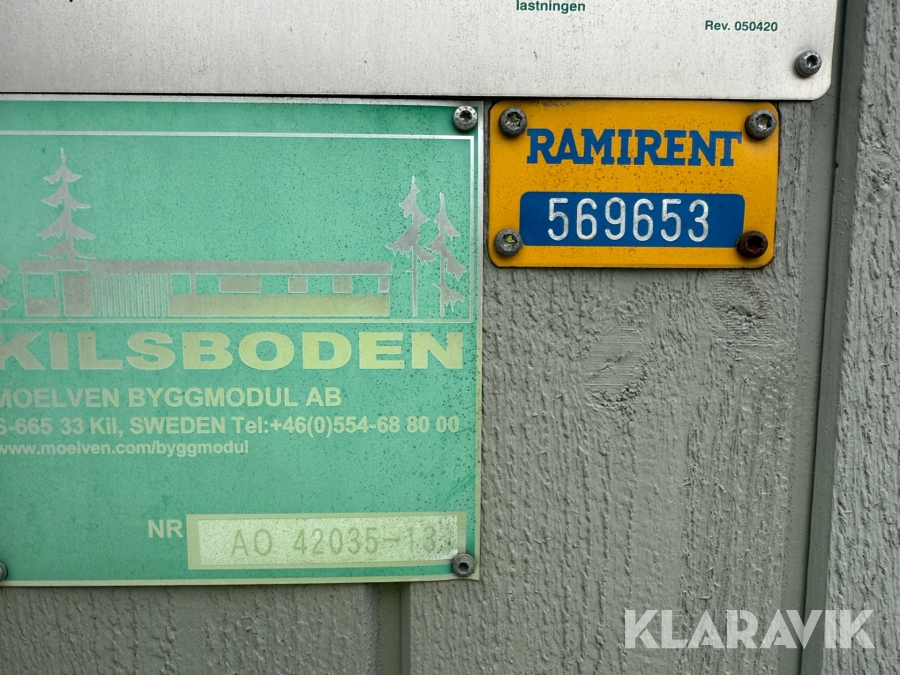 lastningen
Rev. 050420
RAMIRENT
569653
KILSBODEN
MOELVEN BYGGMODUL AB
S-665 33 Kil, SWEDEN Tel:+46(0)554-68 80 00
www.moelven.com/byggmodul
NR AO 42035-13
KLARAVIK